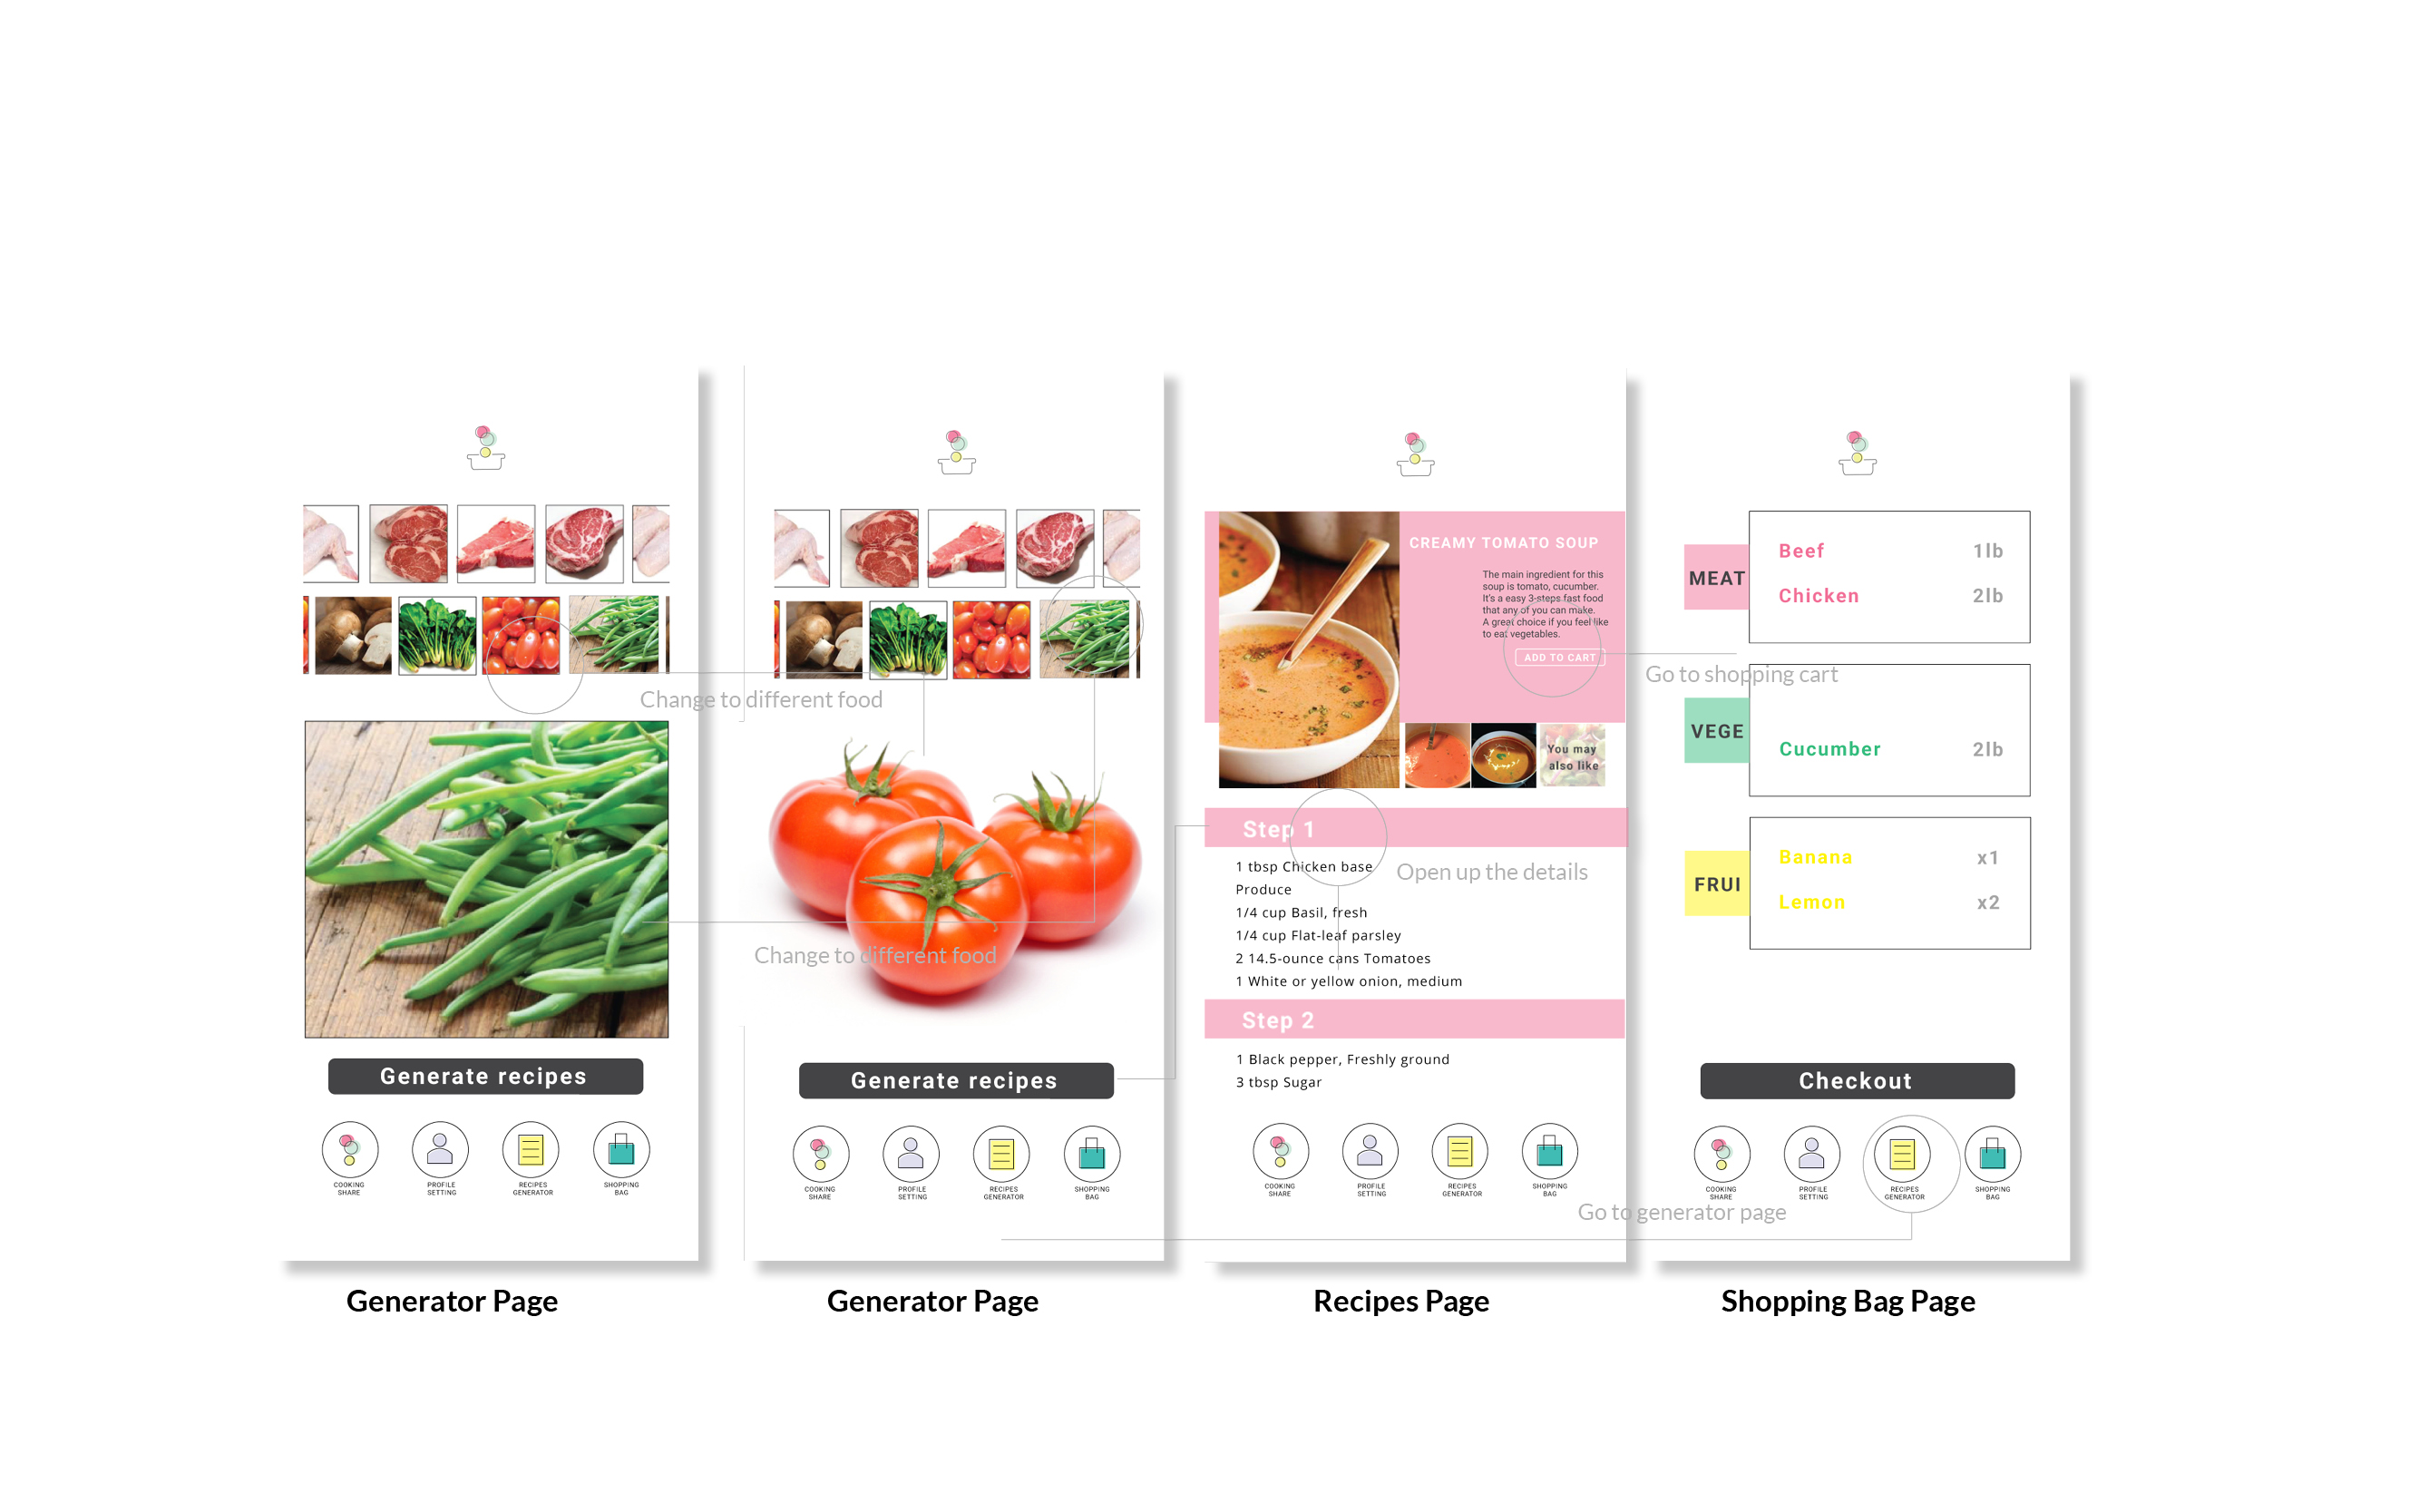 Change to different food
Change to different food
Generate recipes
COOKING
SHARE
PROFILE
SETTING
RECIPES
GENERATOR
SHOPPING
BAG
Generator Page
Generate recipes
COOKING
SHARE
PROFILE
SETTING
RECIPES
GENERATOR
SHOPPING
BAG
Generator Page
CREAMY TOMATO SOUP
The main ingredient for this
soup is tomato, cucumber.
It's a easy 3-steps fast food
that any of you can make.
A great choice if you feel like
to eat vegetables.
ADD TO CART
Go to shopping cart
You may
also like
Step 1
Open up the details
1 tbsp Chicken base
Produce
1/4 cup Basil, fresh
1/4 cup Flat-leaf parsley
2 14.5-ounce cans Tomatoes
1 White or yellow onion, medium
Step 2
1 Black pepper, Freshly ground
3 tbsp Sugar
COOKING
SHARE
PROFILE
SETTING
RECIPES
GENERATOR
SHOPPING
BAG
Go to generator page
Recipes Page
MEAT
Beef 1lb
Chicken 2lb
VEGE
Cucumber 2lb
FRUI
Banana x1
Lemon x2
Checkout
COOKING
SHARE
PROFILE
SETTING
RECIPES
GENERATOR
SHOPPING
BAG
Shopping Bag Page